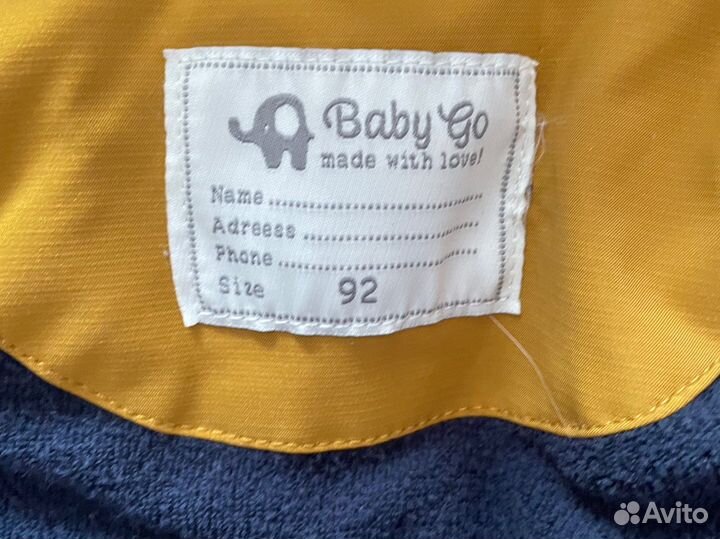 Baby Go
made with love!
Name
Adreess
Phone
Size 92
Avito